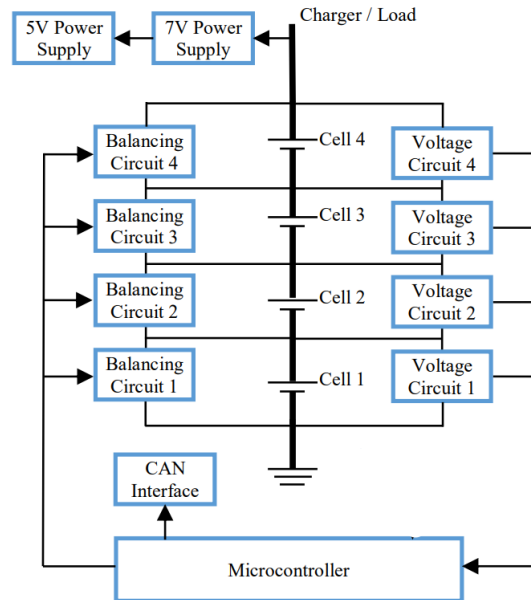 Charger / Load
5V Power
Supply
7V Power
Supply
Balancing
Circuit 4
Cell 4
Voltage
Circuit 4
Balancing
Circuit 3
Cell 3
Voltage
Circuit 3
Balancing
Circuit 2
Cell 2
Voltage
Circuit 2
Balancing
Circuit 1
Cell 1
Voltage
Circuit 1
CAN
Interface
Microcontroller